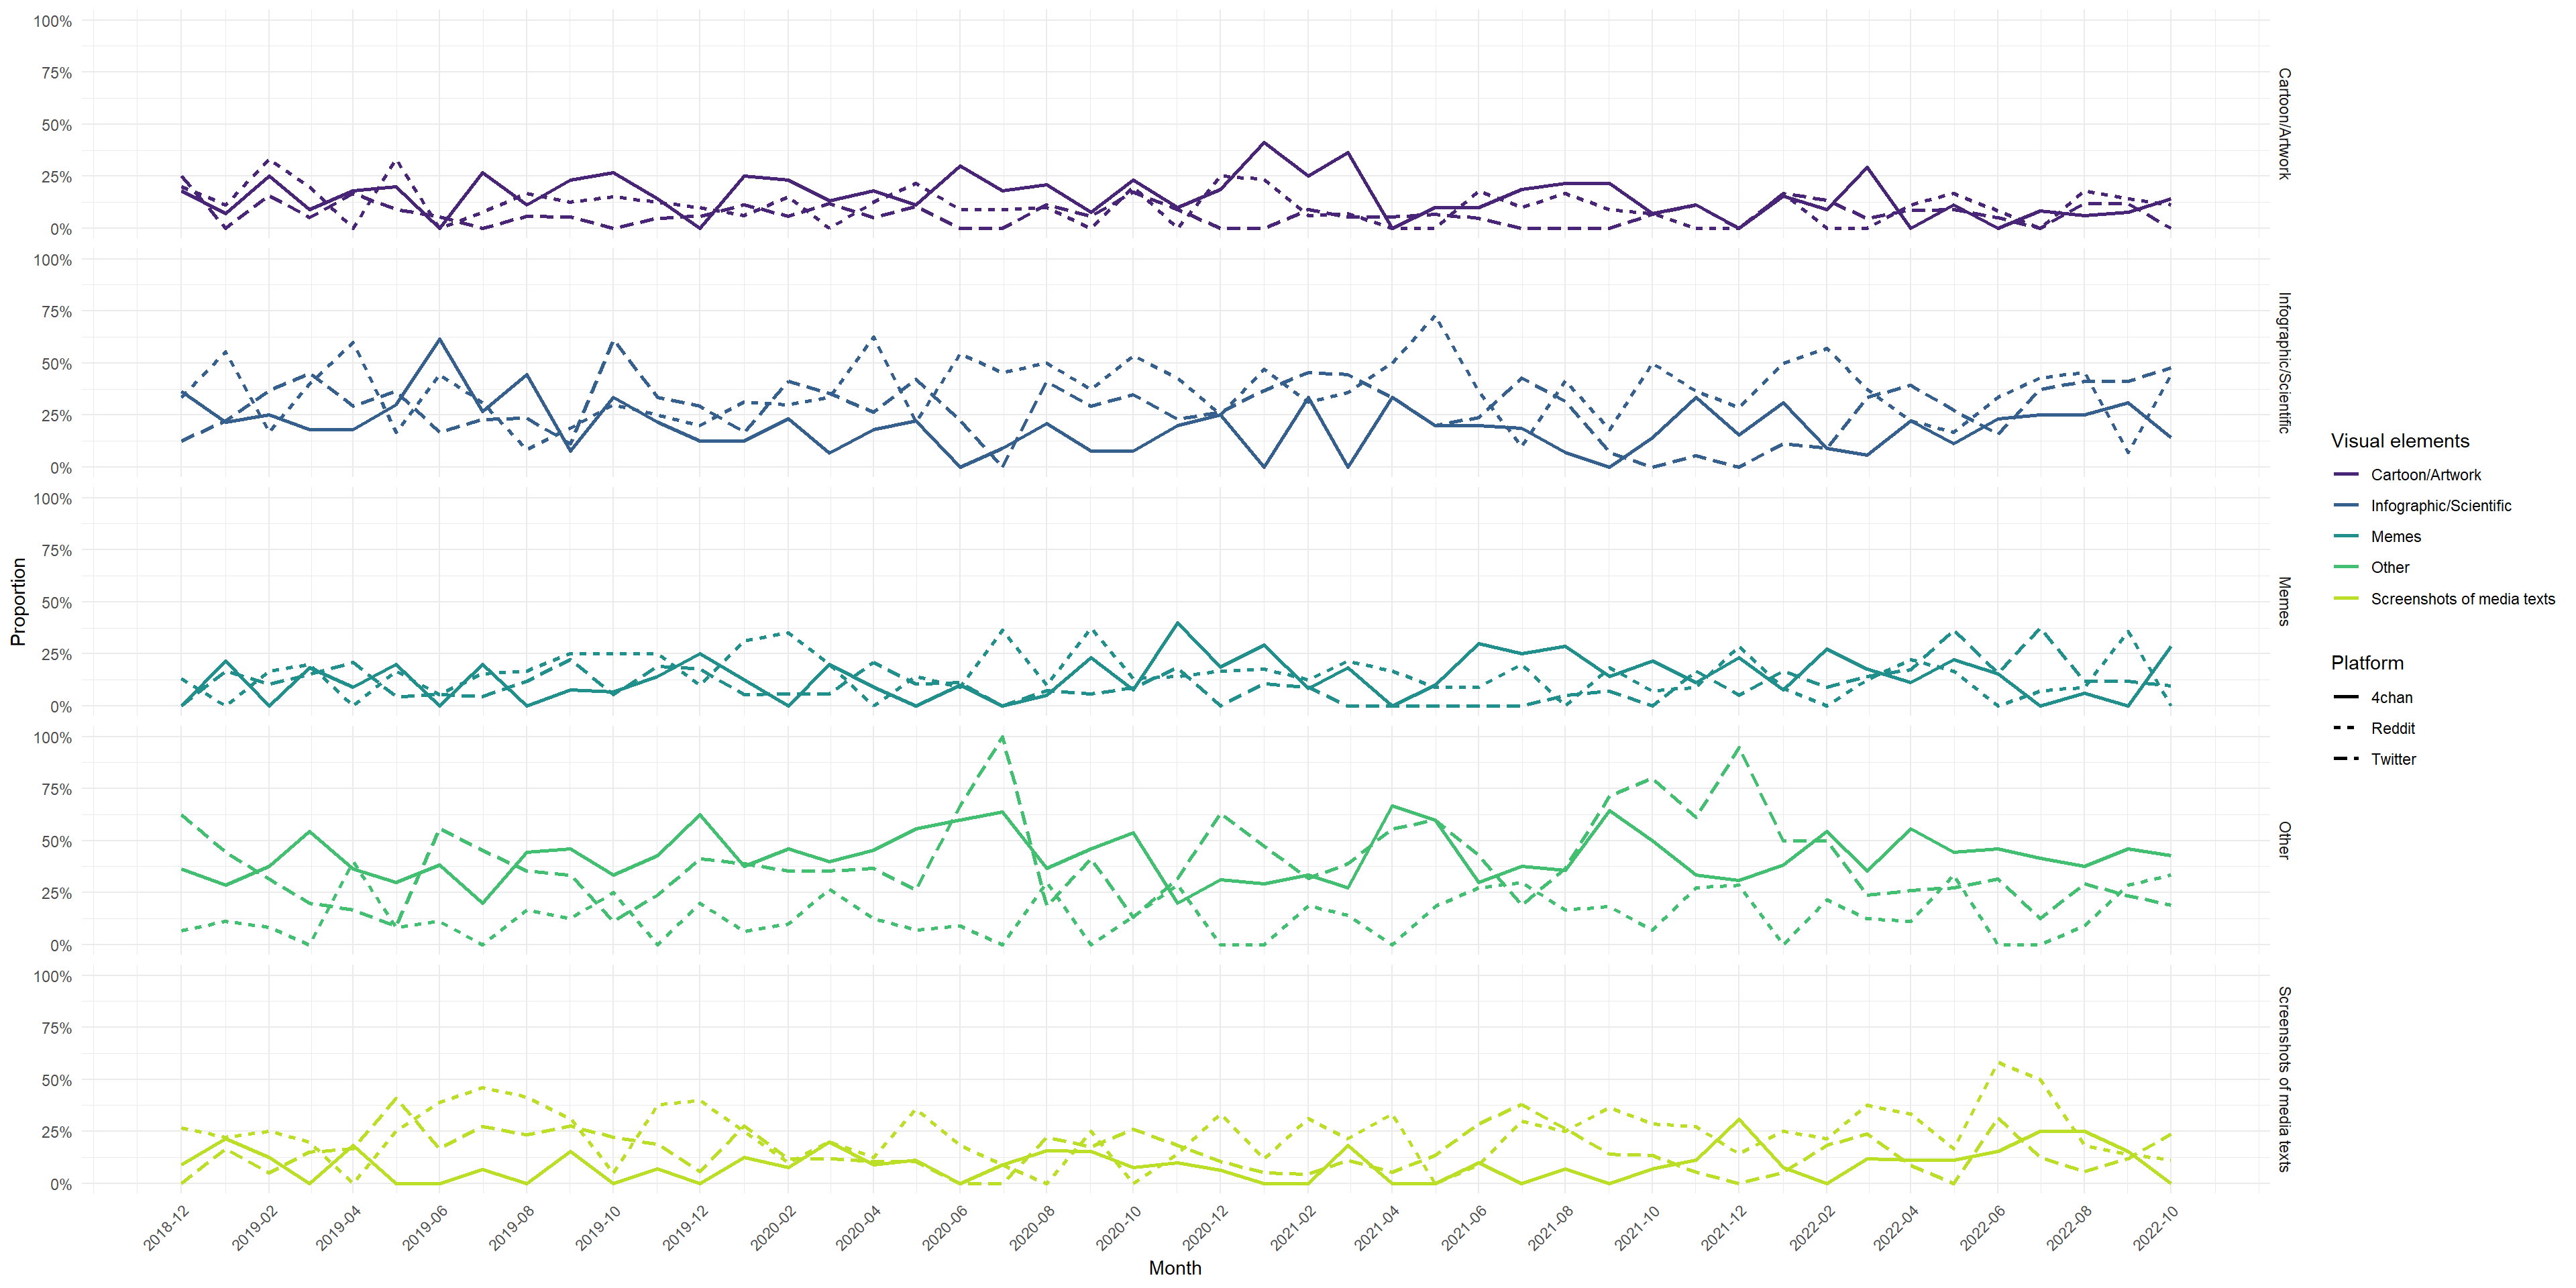 100%
75%
50%
25%
0%
Cartoon/Artwork
100%
75%
50%
25%
0%
Infographic/Scientific
100%
75%
50%
25%
0%
Memes
100%
75%
50%
25%
0%
Other
100%
75%
50%
25%
0%
Screenshots of media texts
Proportion
2018-12
2019-02
2019-04
2019-06
2019-08
2019-10
2019-12
2020-02
2020-04
2020-06
2020-08
2020-10
2020-12
2021-02
2021-04
2021-06
2021-08
2021-10
2021-12
2022-02
2022-04
2022-06
2022-08
2022-10
Month
Visual elements
Cartoon/Artwork
Infographic/Scientific
Memes
Other
Screenshots of media texts
Platform
4chan
Reddit
Twitter